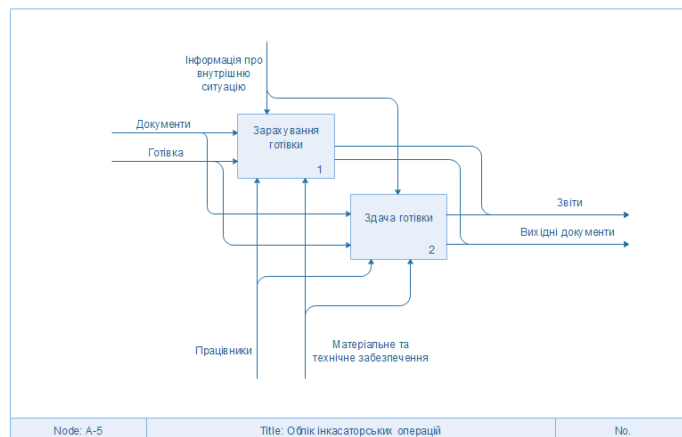 Інформація про
внутрішню
ситуацію
Документи
Зарахування
готівки
Готівка
1
Здача готівки
Звіти
Вихідні документи
2
Працівники
Матеріальне та
технічне забезпечення
Node: A-5
Title: Облік інкасаторських операцій
No.